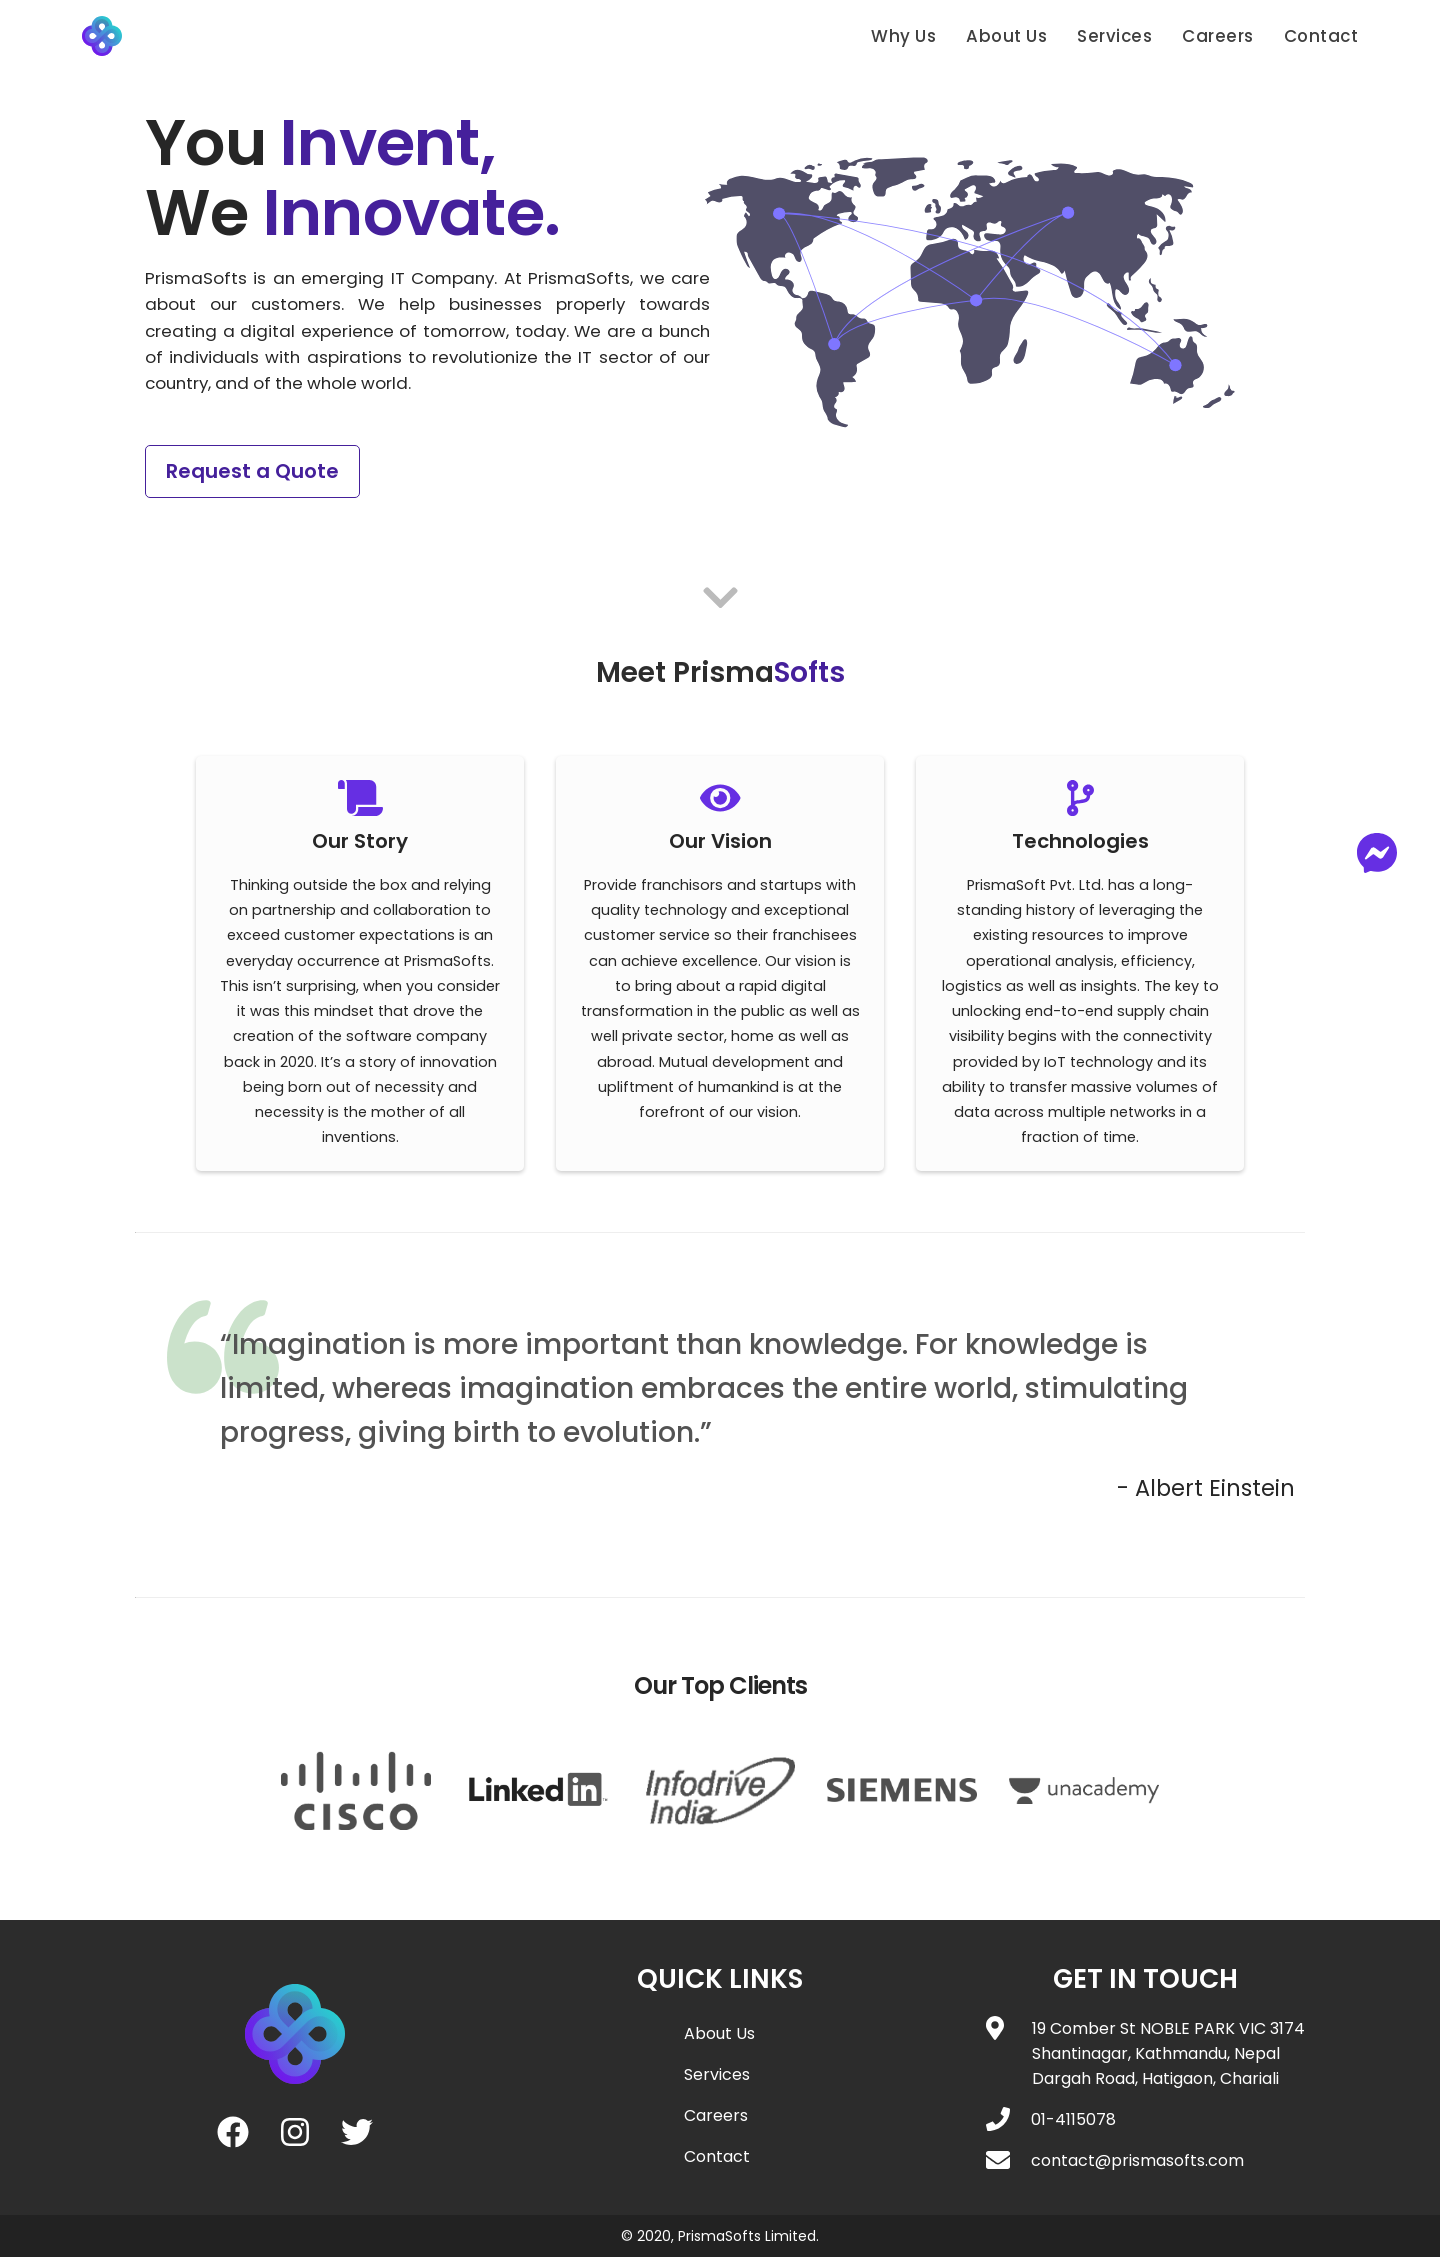 Why Us About Us Services Careers Contact
You Invent,
We Innovate.
PrismaSofts is an emerging IT Company. At PrismaSofts, we care
about our customers. We help businesses properly towards
creating a digital experience of tomorrow, today. We are a bunch
of individuals with aspirations to revolutionize the IT sector of our
country, and of the whole world.
Request a Quote
Meet PrismaSofts
Our Story
Thinking outside the box and relying
on partnership and collaboration to
exceed customer expectations is an
everyday occurrence at PrismaSofts.
This isn’t surprising, when you consider
it was this mindset that drove the
creation of the software company
back in 2020. It’s a story of innovation
being born out of necessity and
necessity is the mother of all
inventions.
Our Vision
Provide franchisors and startups with
quality technology and exceptional
customer service so their franchisees
can achieve excellence. Our vision is
to bring about a rapid digital
transformation in the public as well as
well private sector, home as well as
abroad. Mutual development and
upliftment of humankind is at the
forefront of our vision.
Technologies
PrismaSoft Pvt. Ltd. has a long-
standing history of leveraging the
existing resources to improve
operational analysis, efficiency,
logistics as well as insights. The key to
unlocking end-to-end supply chain
visibility begins with the connectivity
provided by IoT technology and its
ability to transfer massive volumes of
data across multiple networks in a
fraction of time.
“Imagination is more important than knowledge. For knowledge is
limited, whereas imagination embraces the entire world, stimulating
progress, giving birth to evolution.”
- Albert Einstein
Our Top Clients
CISCO
Linked in
Infodrive
India
SIEMENS
unacademy
QUICK LINKS
About Us
Services
Careers
Contact
GET IN TOUCH
19 Comber St NOBLE PARK VIC 3174
Shantinagar, Kathmandu, Nepal
Dargah Road, Hatigaon, Chariali
01-4115078
contact@prismasofts.com
© 2020, PrismaSofts Limited.